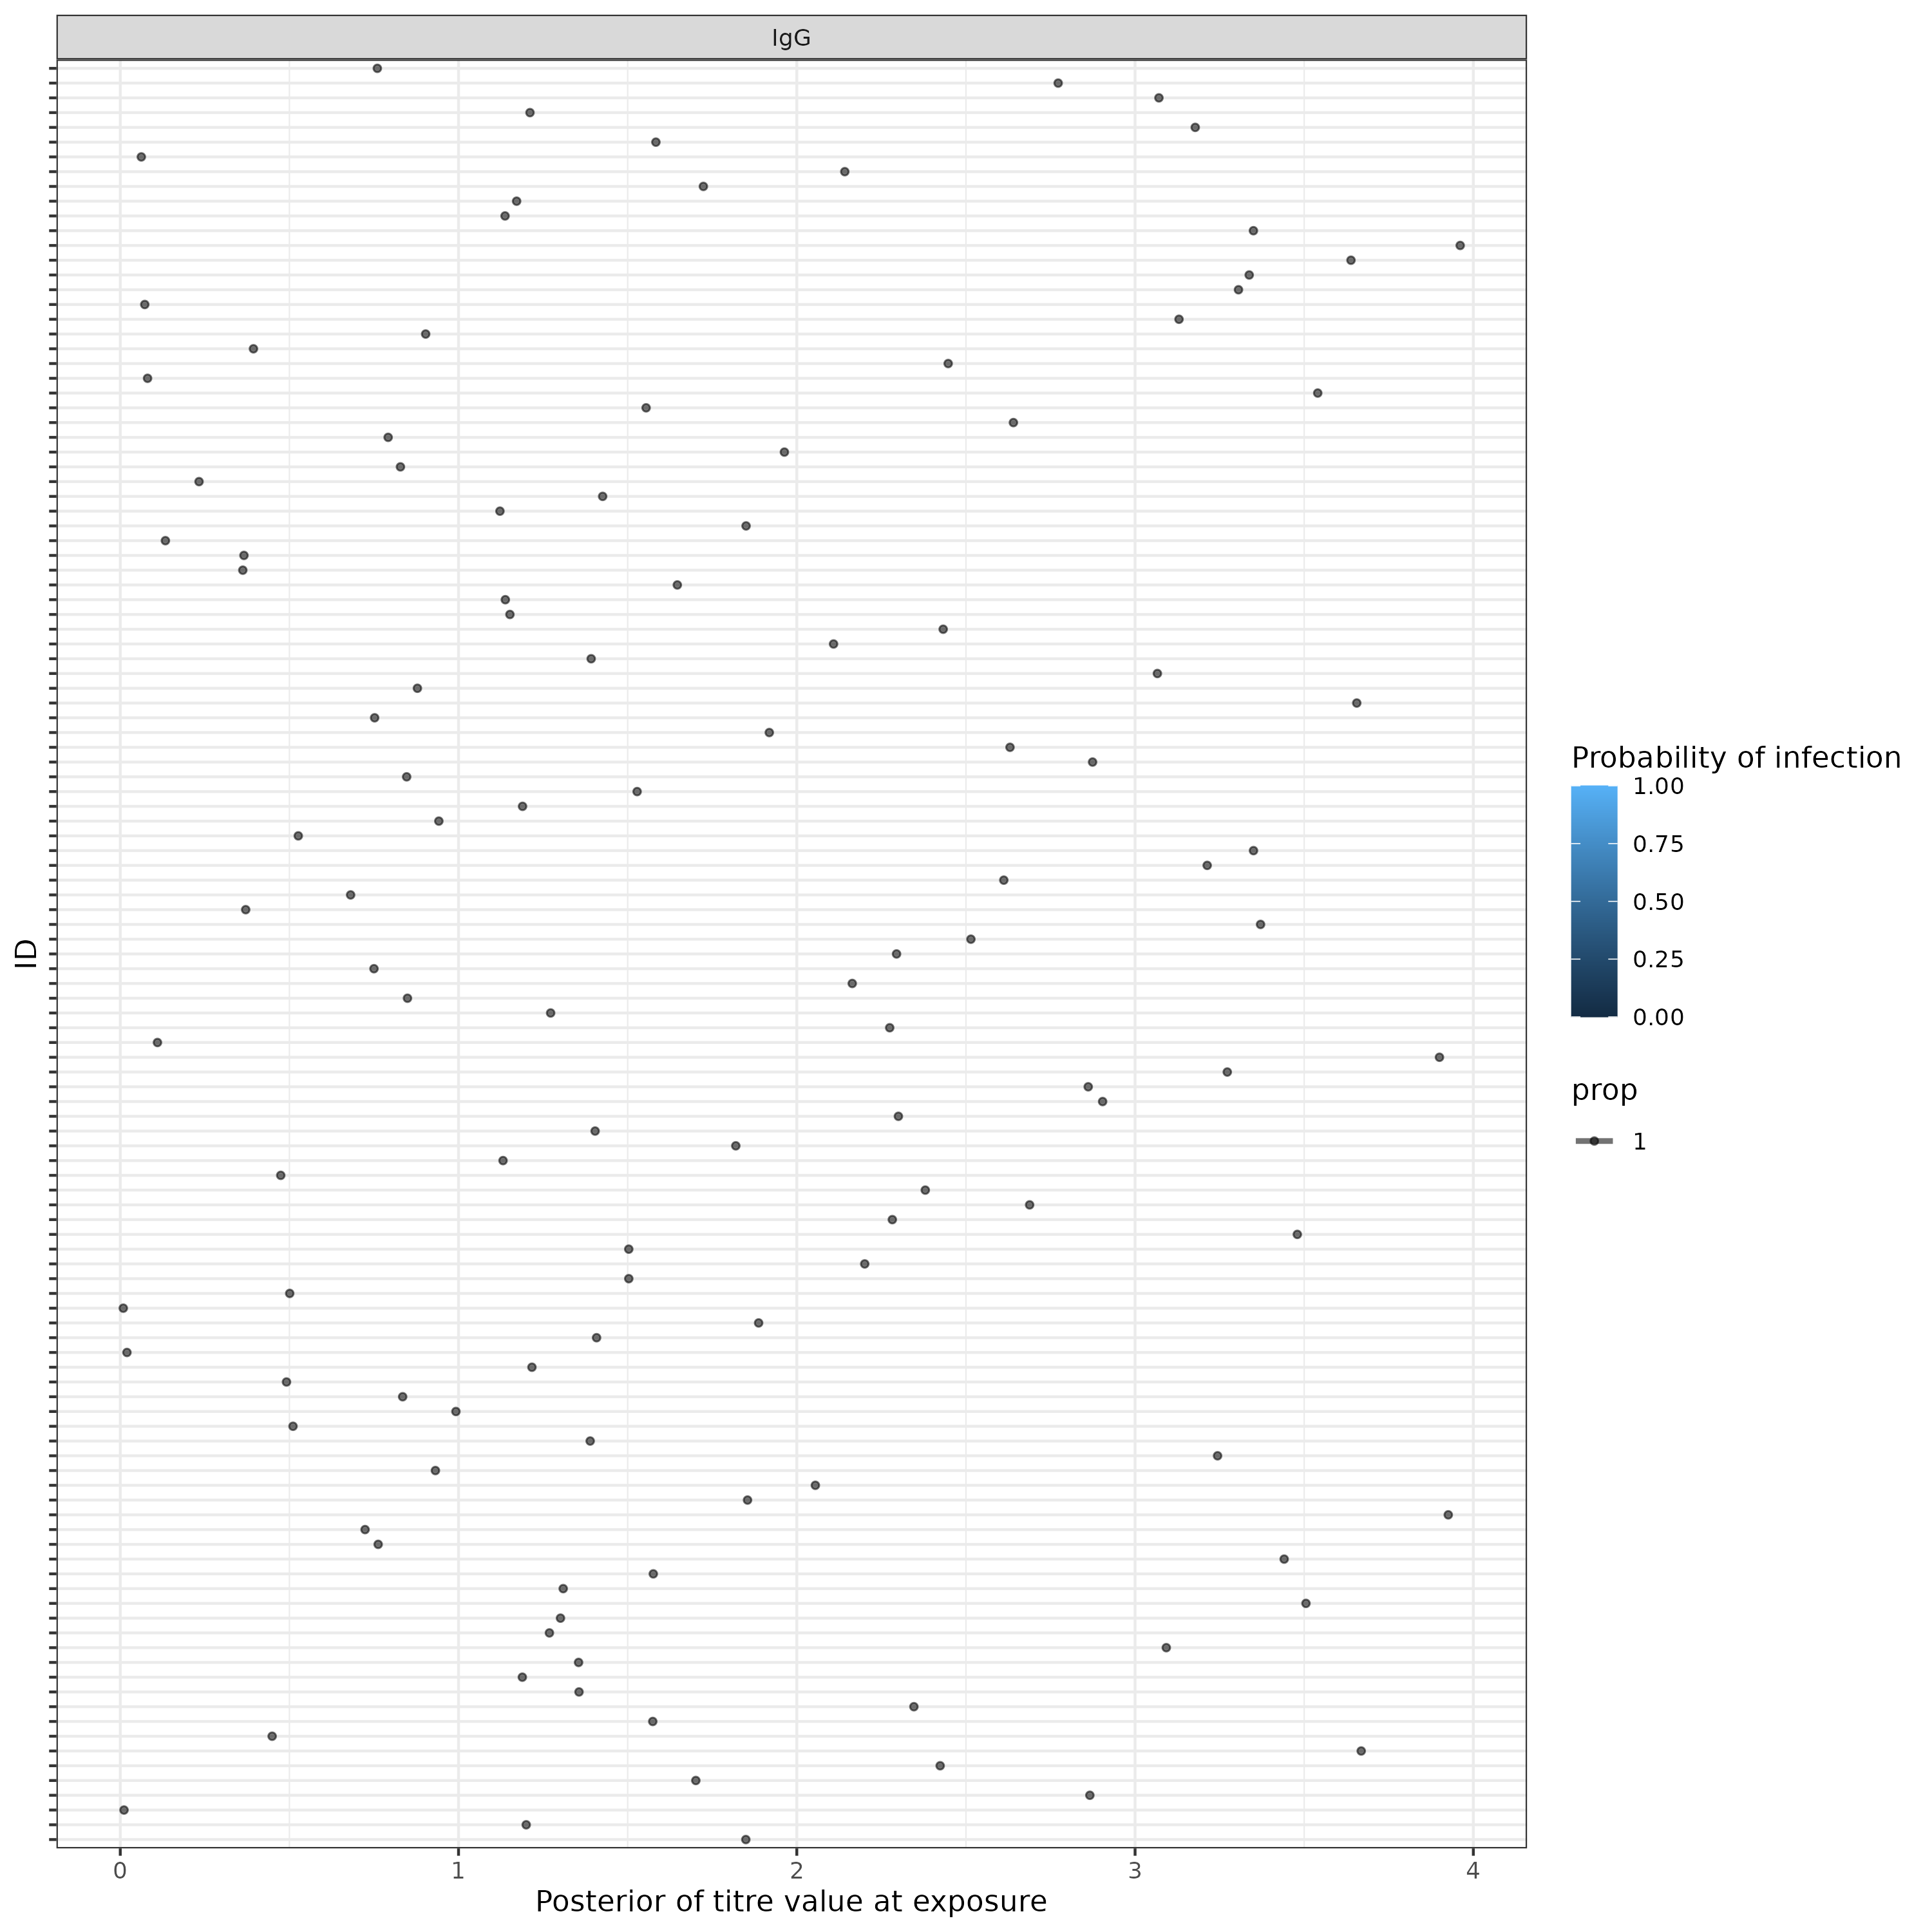 IgG
ID
0 1 2 3 4
Posterior of titre value at exposure
Probability of infection
1.00
0.75
0.50
0.25
0.00
prop
1